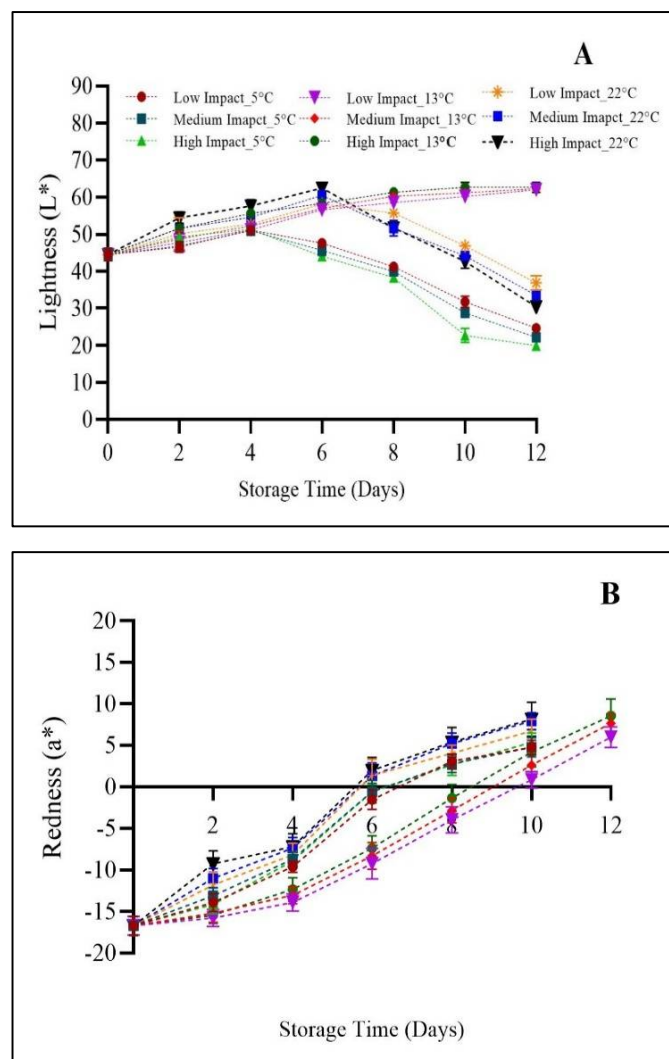 A
90
80
70
60
50
40
30
20
10
0
Lightness (L*)
Low Impact_5°C
Low Impact_13°C
Low Impact_22°C
Medium Imapct_5°C
Medium Impact_13°C
Medium Impact_22°C
High Impact_5°C
High Impact_13°C
High Impact_22°C
0 2 4 6 8 10 12
Storage Time (Days)
B
20
15
10
5
0
-5
-10
-15
-20
Redness (a*)
2 4 6 8 10 12
Storage Time (Days)